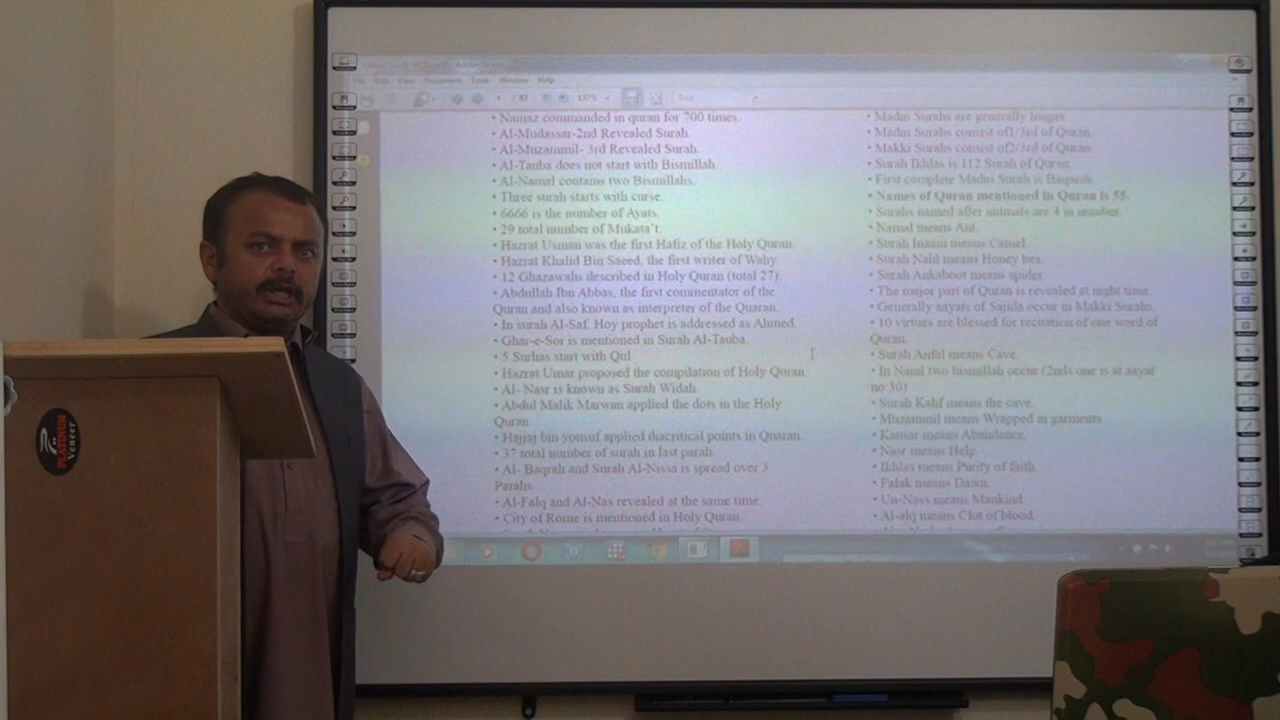 Document Tools Window Help
137%
• Namaz commanded in quran for 700 times.
• Al-Mudassar-2nd Revealed Surah.
• Al-Muzammil- 3rd Revealed Surah.
• Al-Tauba does not start with Bismillah.
• Al-Namal contains two Bismillahs.
• Three surah starts with curse.
• 6666 is the number of Ayats.
• 29 total number of Mukata't.
• Hazrat Usman was the first Hafiz of the Holy Quran.
• Hazrat Khalid Bin Saeed, the first writer of Wahy.
• 12 Ghazawahs described in Holy Quran (total 27).
• Abdullah Ibn Abbas, the first commentator of the
Quran and also known as interpreter of the Quaran.
• In surah Al-Saf, Hoy prophet is addressed as Ahmed.
• Ghar-e-Sor is mentioned in Surah Al-Tauba.
• 5 Surhas start with Qul
• Hazrat Umar proposed the compilation of Holy Quran.
• Al- Nasr is known as Surah Widah.
• Abdul Malik Marwan applied the dots in the Holy
Quran.
• Hajjaj bin yousuf applied diacritical points in Quaran.
• 37 total number of surah in last parah.
• Al- Baqrah and Surah Al-Nissa is spread over 3
Parahs.
• Al-Falq and Al-Nas revealed at the same time.
• City of Rome is mentioned in Holy Quran.
• Madni Surahs are generally longer.
• Madni Surahs consist of1/3rd of Quran.
• Makki Surahs consist of2/3rd of Quran.
• Surah Ikhlas is 112 Surah of Quran.
• First complete Madni Surah is Baqarah.
• Names of Quran mentioned in Quran is 55.
• Surahs named after animals are 4 in number.
• Namal means Ant.
• Surah Inaam means Camel.
• Surah Nahl means Honey bee.
• Surah Ankaboot means spider.
• The major part of Quran is revealed at night time.
• Generally aayats of Sajida occur in Makki Surahs.
• 10 virtues are blessed for recitation of one word of
Quran.
• Surah Anfal means Cave.
• In Naml two bismillah occur (2nds one is at aayat
no 30)
• Surah Kahf means the cave.
• Muzammil means Wrapped in garments.
• Kausar means Abundance.
• Nasr means Help.
• Ikhlas means Purity of faith.
• Falak means Dawn.
• Un-Nass means Mankind.
• Al-alq means Clot of blood.
PLATINUM
Veneer